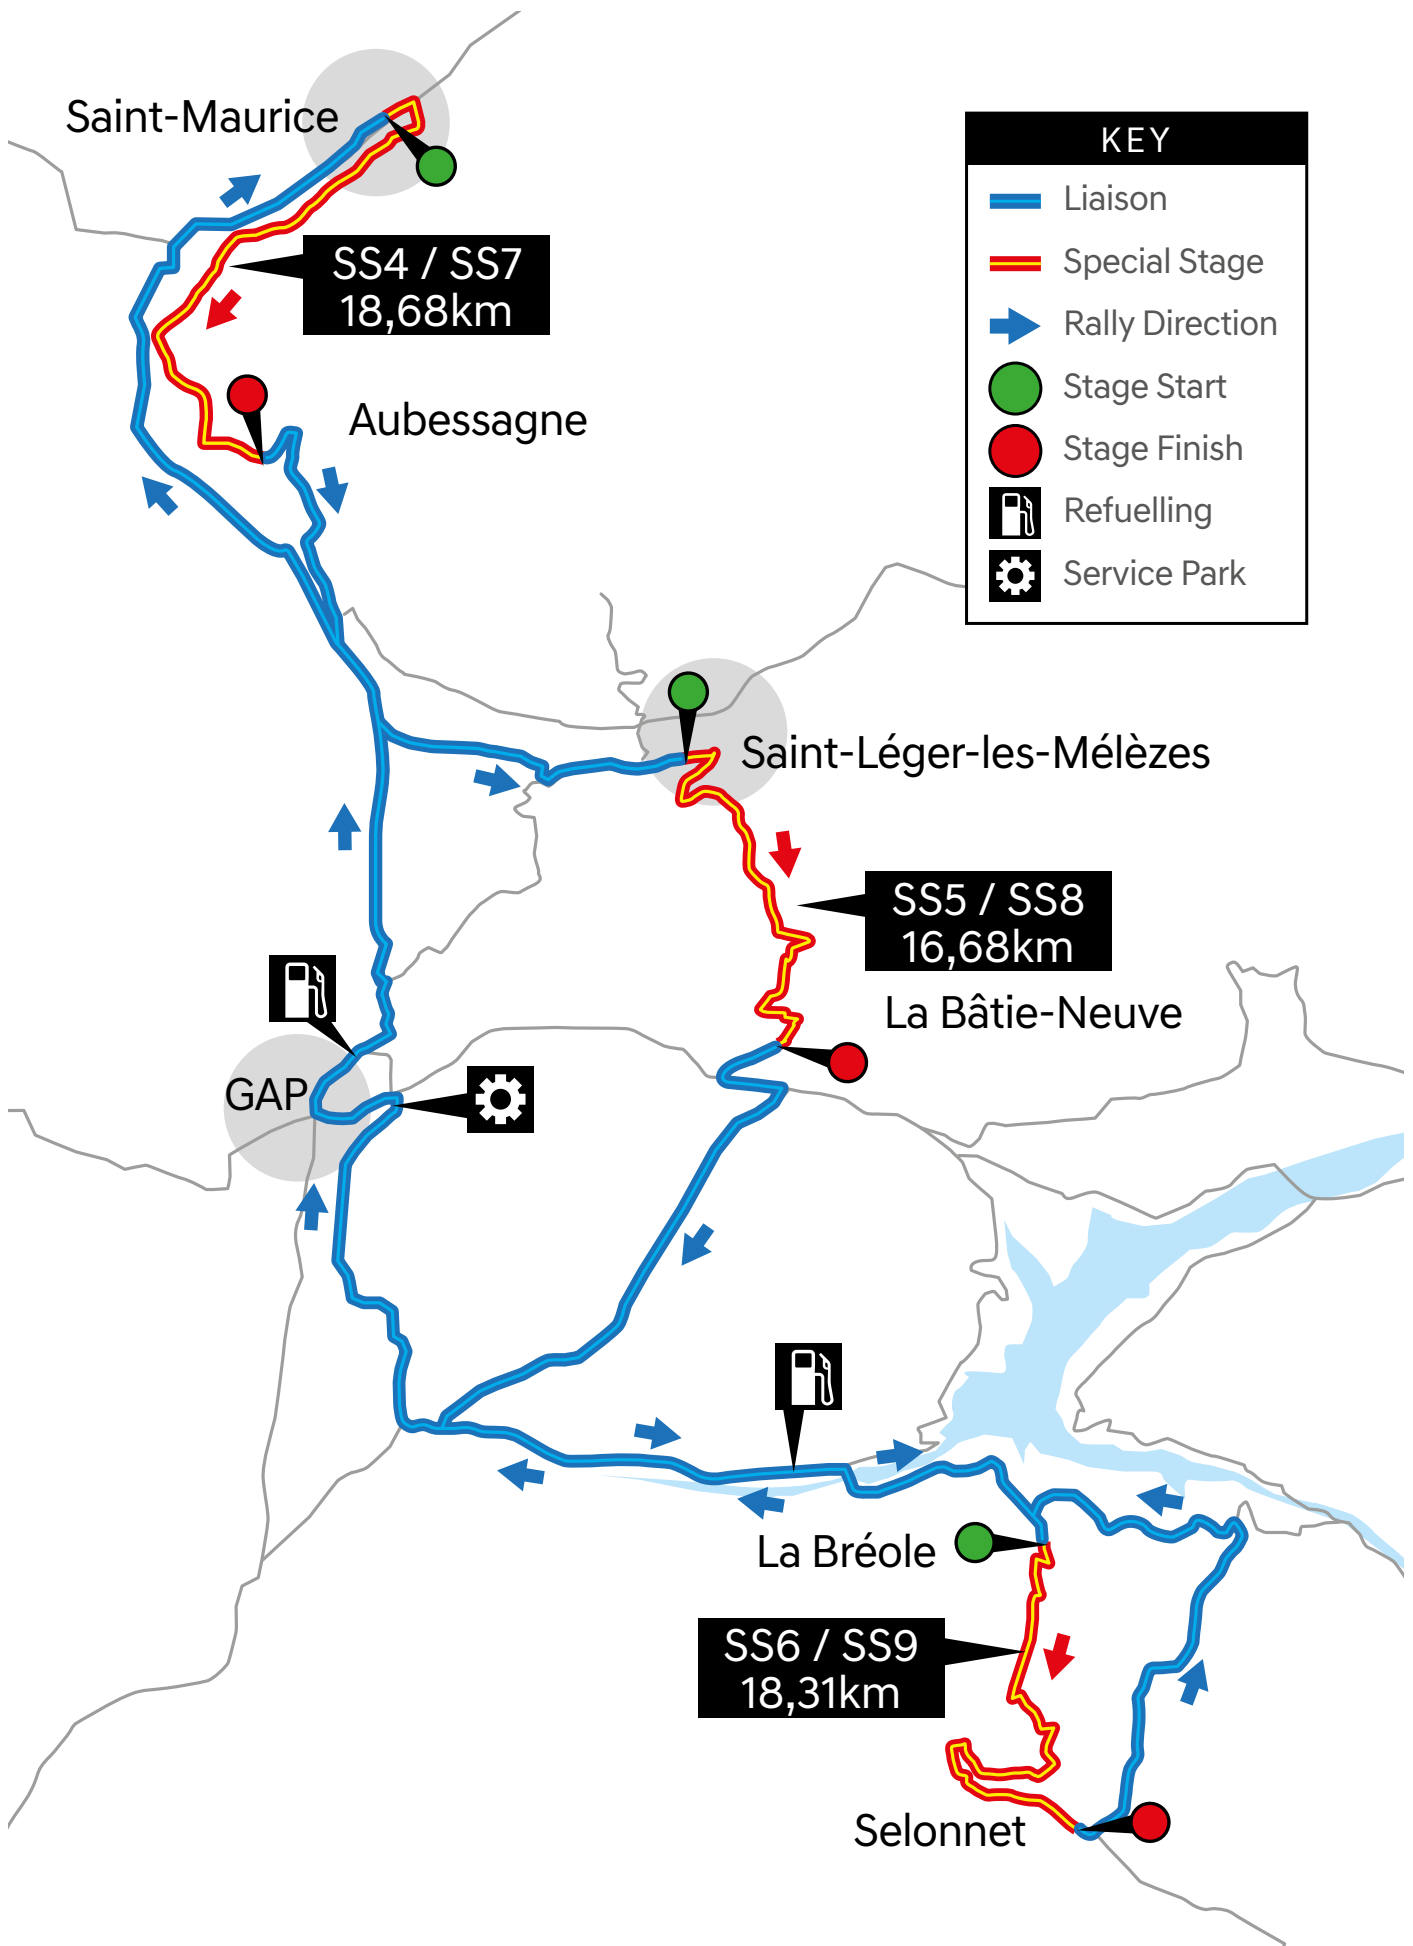 Saint-Maurice
KEY
Liaison
Special Stage
Rally Direction
Stage Start
Stage Finish
Refuelling
Service Park
SS4 / SS7
18,68km
Aubessagne
Saint-Léger-les-Mélèzes
SS5 / SS8
16,68km
La Bâtie-Neuve
GAP
La Bréole
SS6 / SS9
18,31km
Selonnet